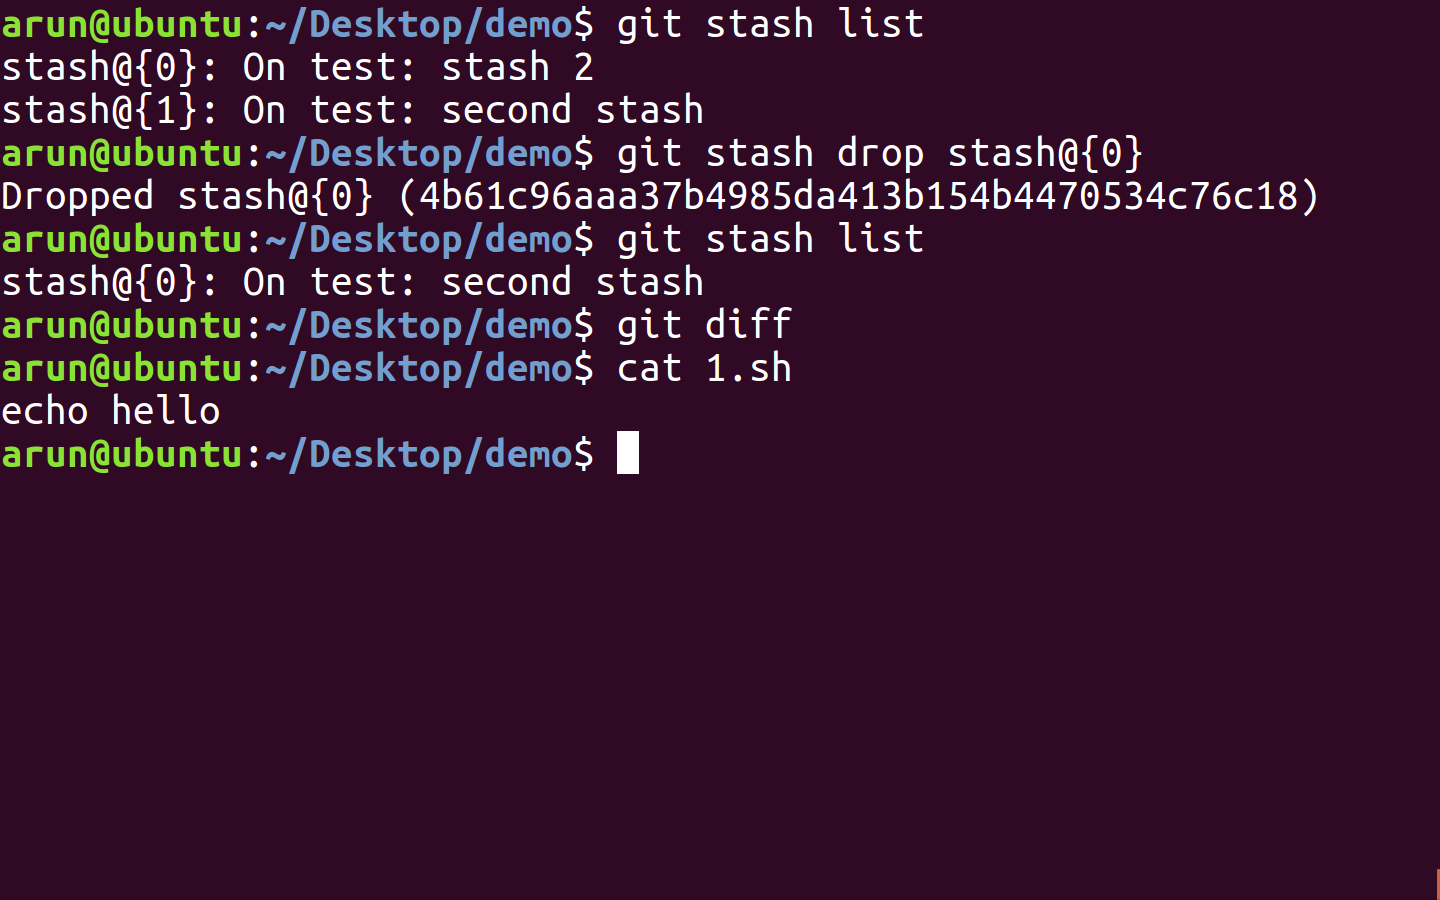 arun@ubuntu:~/Desktop/demo$ git stash list
stash@{0}: On test: stash 2
stash@{1}: On test: second stash
arun@ubuntu:~/Desktop/demo$ git stash drop stash@{0}
Dropped stash@{0} (4b61c96aaa37b4985da413b154b4470534c76c18)
arun@ubuntu:~/Desktop/demo$ git stash list
stash@{0}: On test: second stash
arun@ubuntu:~/Desktop/demo$ git diff
arun@ubuntu:~/Desktop/demo$ cat 1.sh
echo hello
arun@ubuntu:~/Desktop/demo$